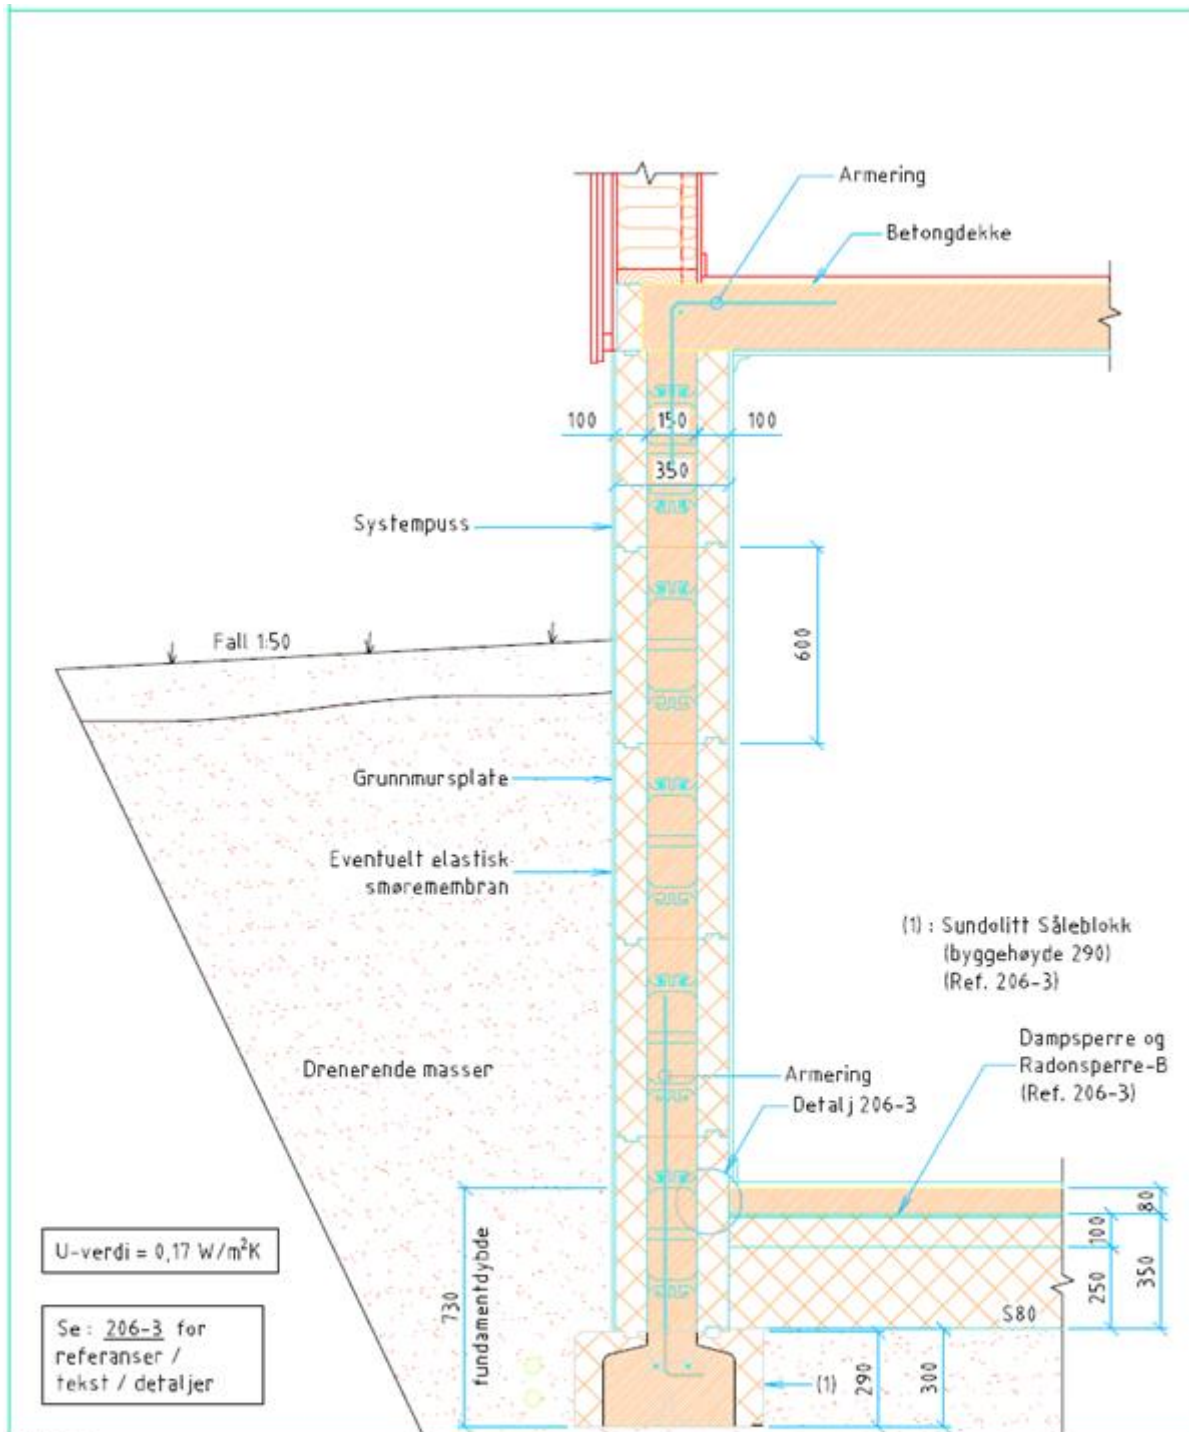 Armering
Betongdekke
100
150
100
350
Systempuss
Fall 1:50
600
Grunnmursplate
Eventuelt elastisk
smøremembran
(1) : Sundolitt Såleblokk
(byggehøyde 290)
(Ref. 206-3)
Drenerende masser
Dampsperre og
Radonsperre-B
(Ref. 206-3)
Armering
Detalj 206-3
80
100
350
250
S80
U-verdi = 0,17 W/m²K
730
fundamentdybde
Se: 206-3 for
referanser /
tekst / detaljer
(1)
290
300